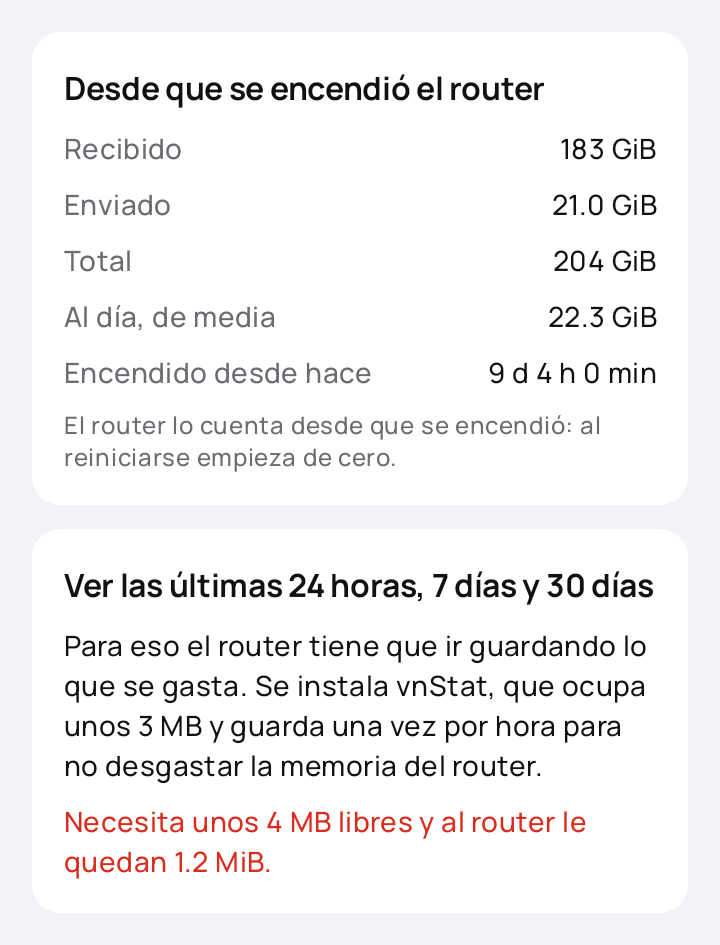 Desde que se encendió el router
Recibido 183 GiB
Enviado 21.0 GiB
Total 204 GiB
Al día, de media 22.3 GiB
Encendido desde hace 9 d 4 h 0 min
El router lo cuenta desde que se encendió: al
reiniciarse empieza de cero.
Ver las últimas 24 horas, 7 días y 30 días
Para eso el router tiene que ir guardando lo
que se gasta. Se instala vnStat, que ocupa
unos 3 MB y guarda una vez por hora para
no desgastar la memoria del router.
Necesita unos 4 MB libres y al router le
quedan 1.2 MiB.